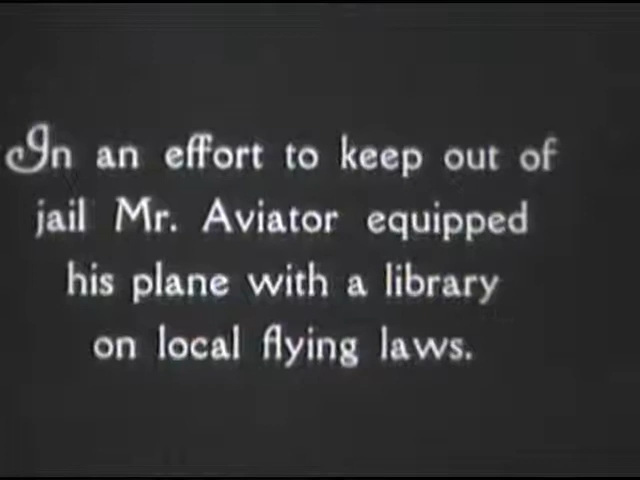 In an effort to keep out of
jail Mr. Aviator equipped
his plane with a library
on local flying laws.